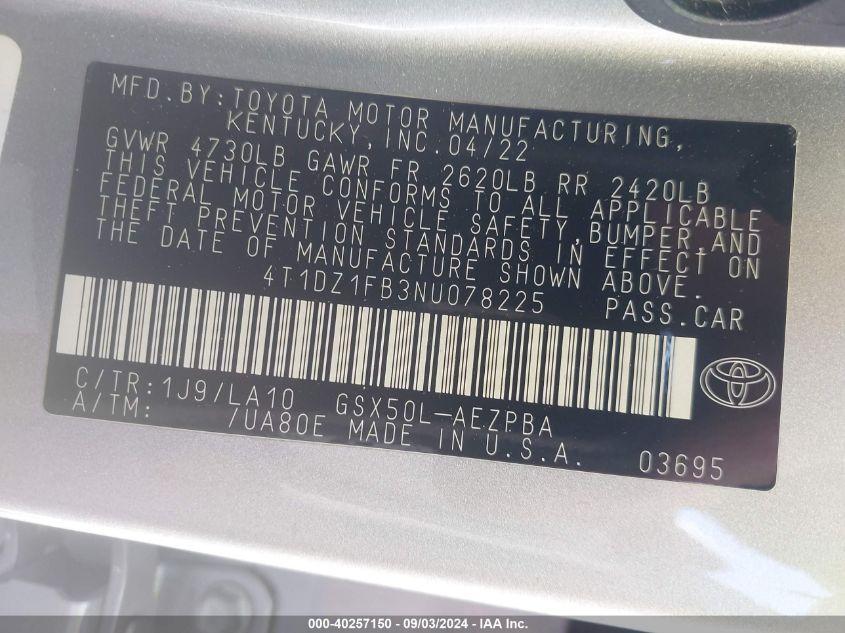 MFD.BY:TOYOTA MOTOR MANUFACTURING,
KENTUCKY,INC.04/22
GVWR 4730LB GAWR FR 2620LB RR 2420LB
THIS VEHICLE CONFORMS TO ALL APPLICABLE
FEDERAL MOTOR VEHICLE SAFETY,BUMPER AND
THEFT PREVENTION STANDARDS IN EFFECT ON
THE DATE OF MANUFACTURE SHOWN ABOVE.
4T1DZ1FB3NU078225 PASS.CAR
C/TR:1J9/LA10 GSX50L-AEZPBA
A/TM: /UA80E MADE IN U.S.A. 03695
000-40257150 - 09/03/2024 - IAA Inc.